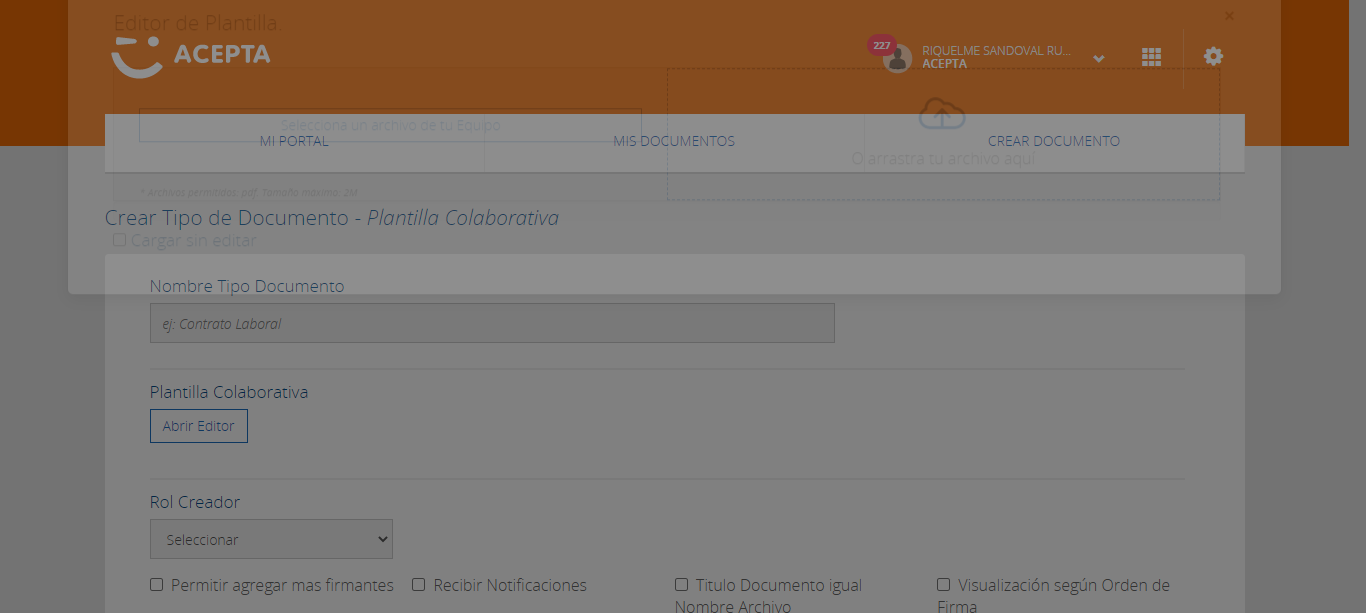 Editor de Plantilla
×
ACEPTA
227
RIQUELME SANDOVAL RU...
ACEPTA
Selecciona un archivo de tu Equipo
MI PORTAL
MIS DOCUMENTOS
CREAR DOCUMENTO
O arrastra tu archivo aquí
* Archivos permitidos: pdf. Tamaño máximo: 2M
Crear Tipo de Documento - Plantilla Colaborativa
Cargar sin editar
Nombre Tipo Documento
ej: Contrato Laboral
Plantilla Colaborativa
Abrir Editor
Rol Creador
Seleccionar
Permitir agregar mas firmantes
Recibir Notificaciones
Titulo Documento igual
Nombre Archivo
Visualización según Orden de
Firma